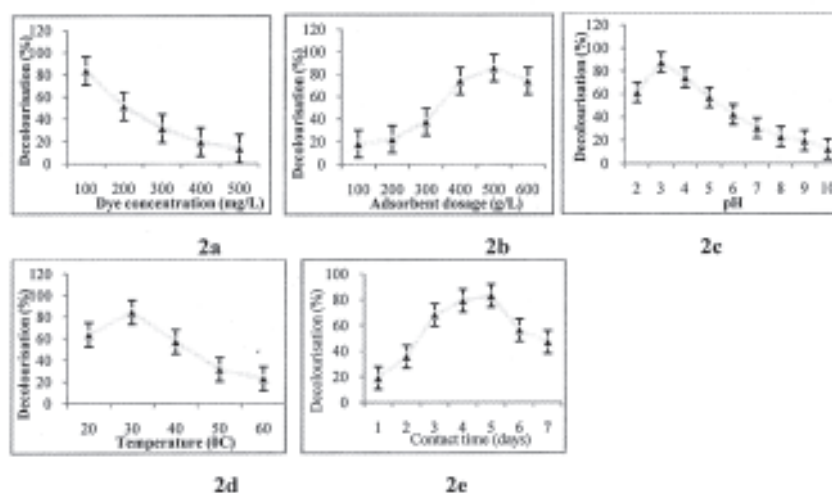 Decolourisation (%)
120
100
80
60
40
20
0
100 200 300 400 500
Dye concentration (mg/L)
2a
Decolourisation (%)
120
100
80
60
40
20
0
100 200 300 400 500 600
Adsorbent dosage (g/L)
2b
Decolourisation (%)
120
100
80
60
40
20
0
2 3 4 5 6 7 8 9 10
pH
2c
Decolourisation (%)
120
100
80
60
40
20
0
20 30 40 50 60
Temperature (0C)
2d
Decolourisation (%)
100
80
60
40
20
0
1 2 3 4 5 6 7
Contact time (days)
2e